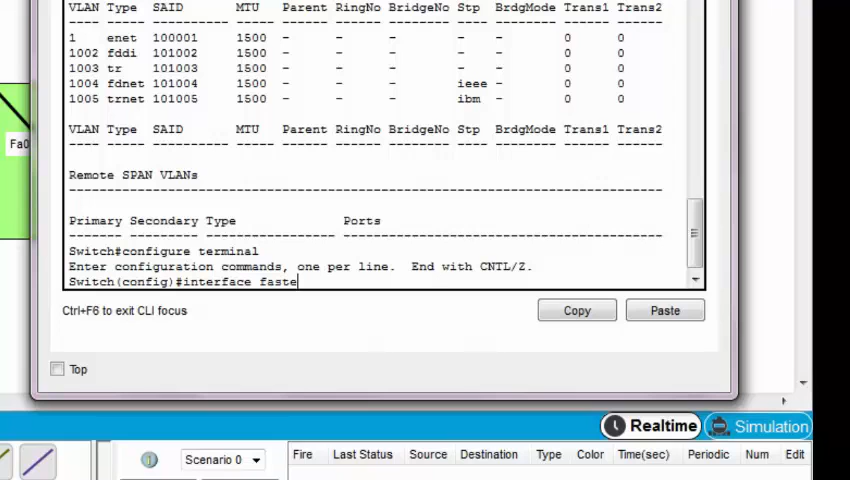 VLAN Type SAID MTU Parent RingNo BridgeNo Stp BrdgMode Trans1 Trans2
---- ----- ---------- ----- ------ ------ -------- ---- -------- ------ ------
1 enet 100001 1500 - - - - - 0 0
1002 fddi 101002 1500 - - - - - 0 0
1003 tr 101003 1500 - - - - - 0 0
1004 fdnet 101004 1500 - - - ieee - 0 0
1005 trnet 101005 1500 - - - ibm - 0 0
VLAN Type SAID MTU Parent RingNo BridgeNo Stp BrdgMode Trans1 Trans2
---- ----- ---------- ----- ------ ------ -------- ---- -------- ------ ------
Remote SPAN VLANs
------------------------------------------------------------------------------
Primary Secondary Type Ports
------- --------- ----------------- ------------------------------------------
Switch#configure terminal
Enter configuration commands, one per line. End with CNTL/Z.
Switch(config)#interface faste
Fa0
Ctrl+F6 to exit CLI focus
Copy
Paste
Top
Realtime
Simulation
Scenario 0
Fire Last Status Source Destination Type Color Time(sec) Periodic Num Edit